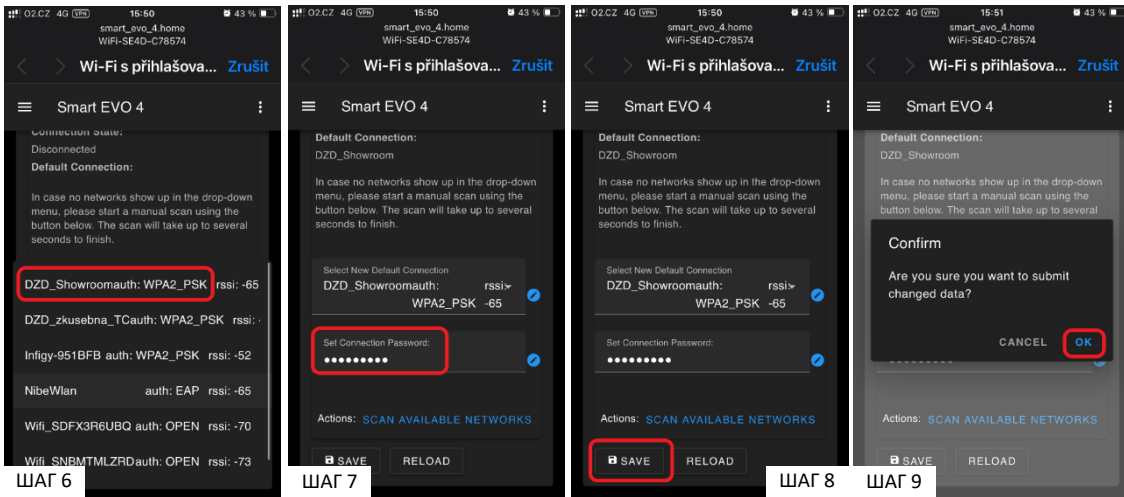 O2.CZ 4G VPN 15:50 43 %
smart_evo_4.home
WiFi-SE4D-C78574
Wi-Fi s přihlašova... Zrušit
Smart EVO 4
Connection State:
Disconnected
Default Connection:
In case no networks show up in the drop-down
menu, please start a manual scan using the
button below. The scan will take up to several
seconds to finish.
DZD_Showroomauth: WPA2_PSK rssi: -65
DZD_zkusebna_TCauth: WPA2_PSK rssi: -
Infigy-951BFB auth: WPA2_PSK rssi: -52
NibeWlan auth: EAP rssi: -65
Wifi_SDFX3R6UBQ auth: OPEN rssi: -70
Wifi_SNBMTMLZRDauth: OPEN rssi: -73
ШАГ 6
O2.CZ 4G VPN 15:50 43 %
smart_evo_4.home
WiFi-SE4D-C78574
Wi-Fi s přihlašova... Zrušit
Smart EVO 4
Default Connection:
DZD_Showroom
In case no networks show up in the drop-down
menu, please start a manual scan using the
button below. The scan will take up to several
seconds to finish.
Select New Default Connection
DZD_Showroomauth: rssi:
WPA2_PSK -65
Set Connection Password:
•••••••••
Actions: SCAN AVAILABLE NETWORKS
SAVE RELOAD
ШАГ 7
O2.CZ 4G VPN 15:50 43 %
smart_evo_4.home
WiFi-SE4D-C78574
Wi-Fi s přihlašova... Zrušit
Smart EVO 4
Default Connection:
DZD_Showroom
In case no networks show up in the drop-down
menu, please start a manual scan using the
button below. The scan will take up to several
seconds to finish.
Select New Default Connection
DZD_Showroomauth: rssi:
WPA2_PSK -65
Set Connection Password:
•••••••••
Actions: SCAN AVAILABLE NETWORKS
SAVE RELOAD
ШАГ 8
O2.CZ 4G VPN 15:51 43 %
smart_evo_4.home
WiFi-SE4D-C78574
Wi-Fi s přihlašova... Zrušit
Smart EVO 4
Default Connection:
DZD_Showroom
In case no networks show up in the drop-down
menu, please start a manual scan using the
button below. The scan will take up to several
Confirm
Are you sure you want to submit
changed data?
CANCEL OK
Actions: SCAN AVAILABLE NETWORKS
SAVE RELOAD
ШАГ 9